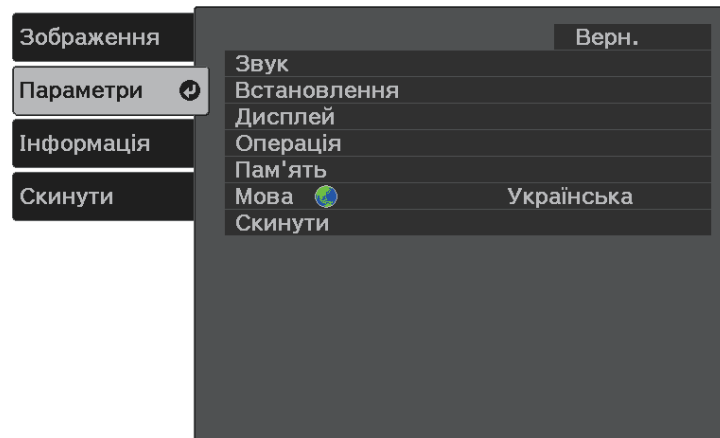 Зображення
Параметри
Інформація
Скинути
Верн.
Звук
Встановлення
Дисплей
Операція
Пам'ять
Мова Українська
Скинути